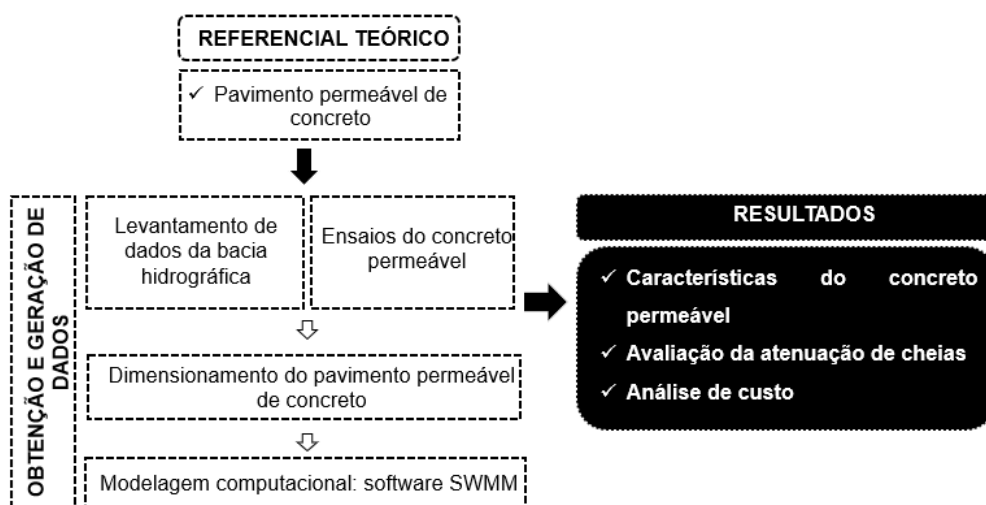 REFERENCIAL TEÓRICO
✓ Pavimento permeável de
concreto
OBTENÇÃO E GERAÇÃO DE
DADOS
Levantamento de
dados da bacia
hidrográfica
Ensaios do concreto
permeável
Dimensionamento do pavimento permeável
de concreto
Modelagem computacional: software SWMM
RESULTADOS
✓ Características do concreto
permeável
✓ Avaliação da atenuação de cheias
✓ Análise de custo